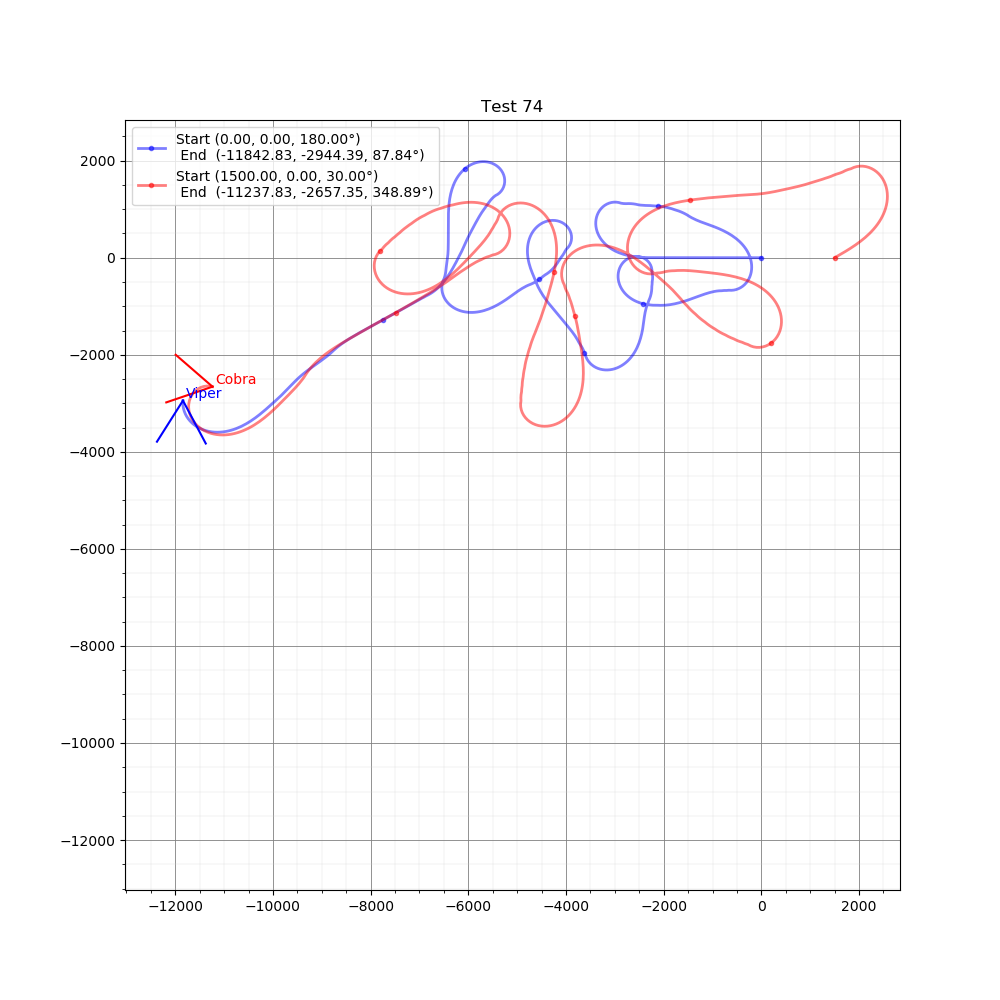 Test 74
Start (0.00, 0.00, 180.00°)
End  (-11842.83, -2944.39, 87.84°)
Start (1500.00, 0.00, 30.00°)
End  (-11237.83, -2657.35, 348.89°)
2000
0
−2000
−4000
−6000
−8000
−10000
−12000
Cobra
Viper
−12000
−10000
−8000
−6000
−4000
−2000
0
2000